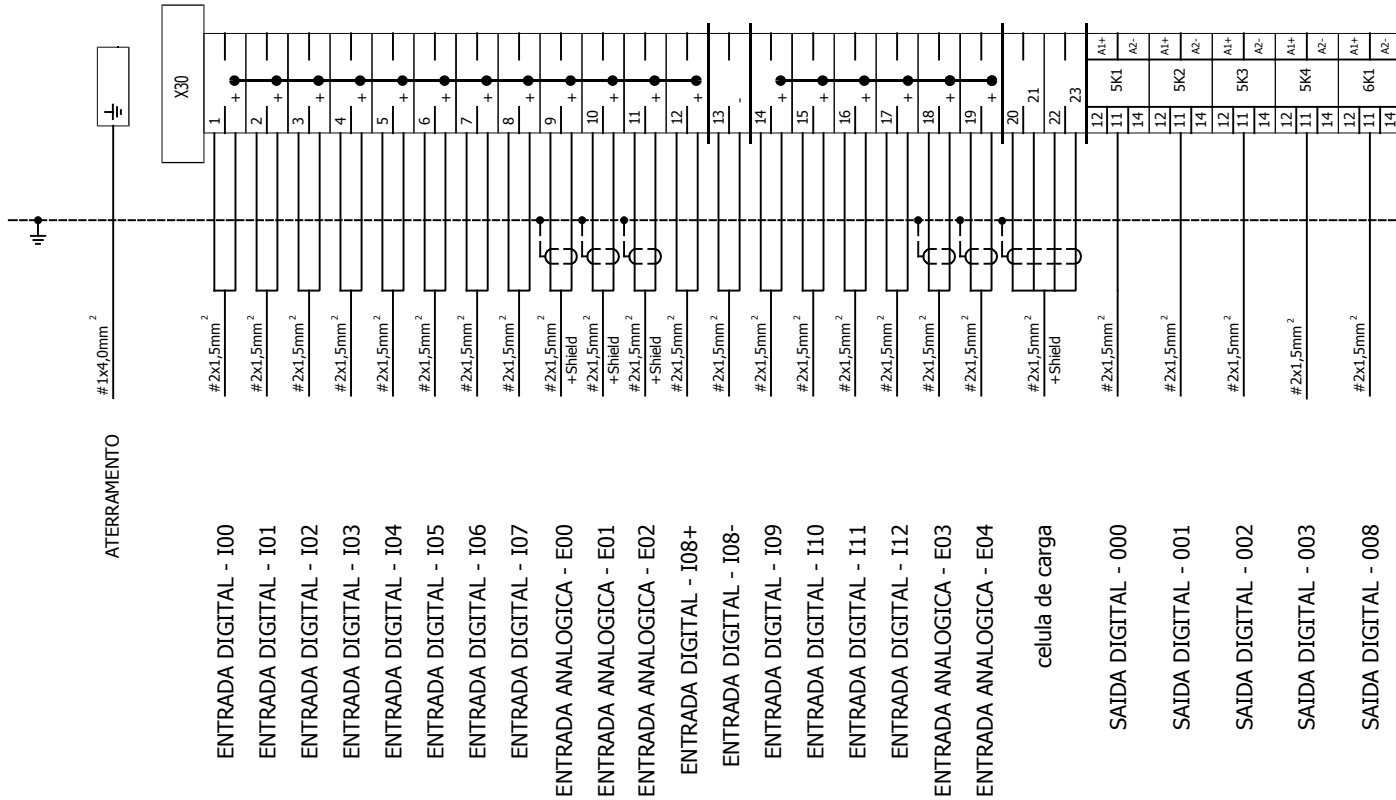 X30
1 +
2 +
3 +
4 +
5 +
6 +
7 +
8 +
9 +
10 +
11 +
12 +
13 -
14 +
15 +
16 +
17 +
18 +
19 +
20
21
22
23
A1+ A2-
5K1
12 11 14
A1+ A2-
5K2
12 11 14
A1+ A2-
5K3
12 11 14
A1+ A2-
5K4
12 11 14
A1+ A2-
6K1
12 11 14
#1x4,0mm²
#2x1,5mm²
#2x1,5mm²
#2x1,5mm²
#2x1,5mm²
#2x1,5mm²
#2x1,5mm²
#2x1,5mm²
#2x1,5mm²
#2x1,5mm²
+Shield
#2x1,5mm²
+Shield
#2x1,5mm²
+Shield
#2x1,5mm²
#2x1,5mm²
#2x1,5mm²
#2x1,5mm²
#2x1,5mm²
#2x1,5mm²
#2x1,5mm²
#2x1,5mm²
#2x1,5mm²
+Shield
#2x1,5mm²
#2x1,5mm²
#2x1,5mm²
#2x1,5mm²
#2x1,5mm²
ATERRAMENTO
ENTRADA DIGITAL - I00
ENTRADA DIGITAL - I01
ENTRADA DIGITAL - I02
ENTRADA DIGITAL - I03
ENTRADA DIGITAL - I04
ENTRADA DIGITAL - I05
ENTRADA DIGITAL - I06
ENTRADA DIGITAL - I07
ENTRADA ANALOGICA - E00
ENTRADA ANALOGICA - E01
ENTRADA ANALOGICA - E02
ENTRADA DIGITAL - I08+
ENTRADA DIGITAL - I08-
ENTRADA DIGITAL - I09
ENTRADA DIGITAL - I10
ENTRADA DIGITAL - I11
ENTRADA DIGITAL - I12
ENTRADA ANALOGICA - E03
ENTRADA ANALOGICA - E04
celula de carga
SAIDA DIGITAL - 000
SAIDA DIGITAL - 001
SAIDA DIGITAL - 002
SAIDA DIGITAL - 003
SAIDA DIGITAL - 008